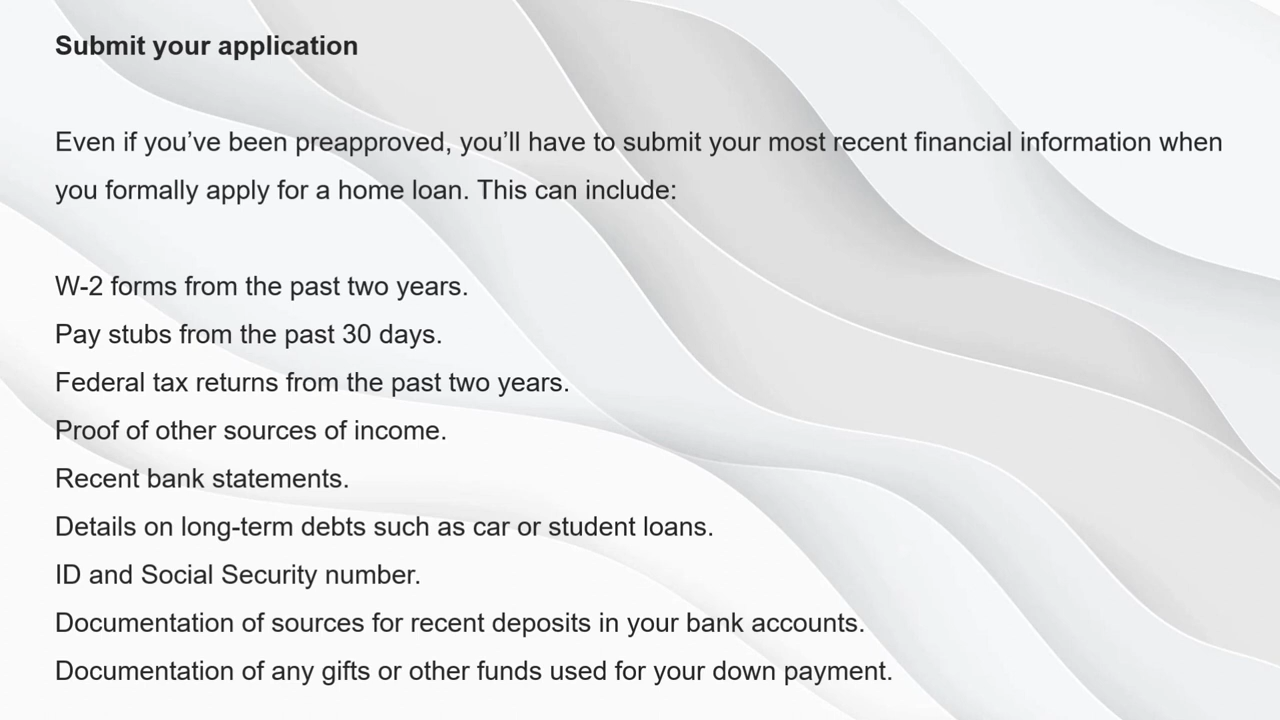 Submit your application
Even if you’ve been preapproved, you’ll have to submit your most recent financial information when
you formally apply for a home loan. This can include:
W-2 forms from the past two years.
Pay stubs from the past 30 days.
Federal tax returns from the past two years.
Proof of other sources of income.
Recent bank statements.
Details on long-term debts such as car or student loans.
ID and Social Security number.
Documentation of sources for recent deposits in your bank accounts.
Documentation of any gifts or other funds used for your down payment.